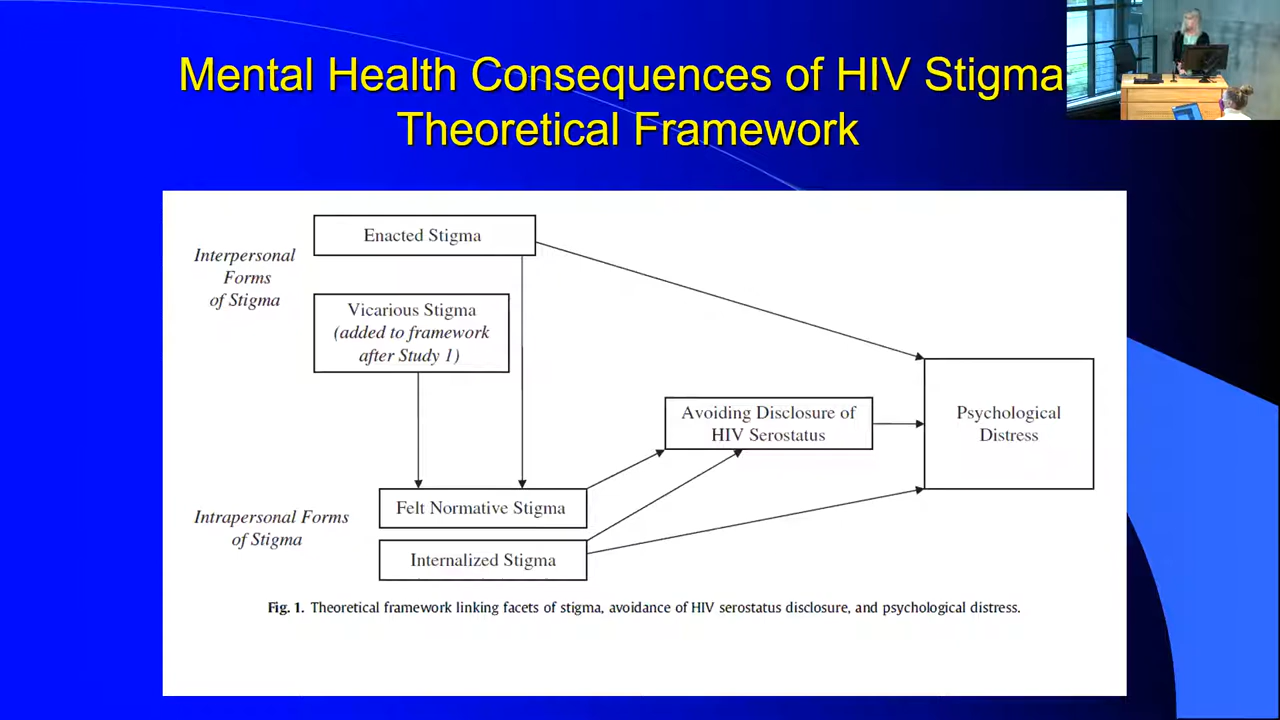 Mental Health Consequences of HIV Stigma
Theoretical Framework
Enacted Stigma
Interpersonal
Forms
of Stigma
Vicarious Stigma
(added to framework
after Study 1)
Avoiding Disclosure of
HIV Serostatus
Psychological
Distress
Felt Normative Stigma
Intrapersonal Forms
of Stigma
Internalized Stigma
Fig. 1. Theoretical framework linking facets of stigma, avoidance of HIV serostatus disclosure, and psychological distress.